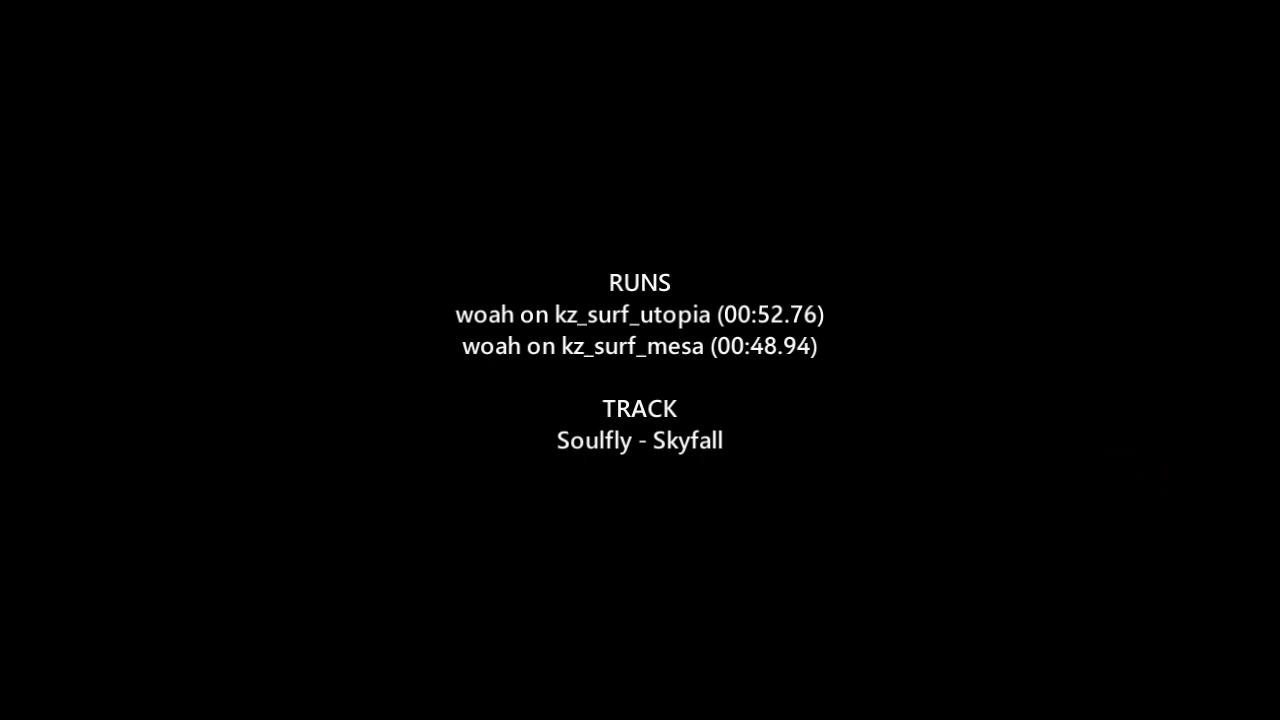 RUNS
woah on kz_surf_utopia (00:52.76)
woah on kz_surf_mesa (00:48.94)
TRACK
Soulfly - Skyfall